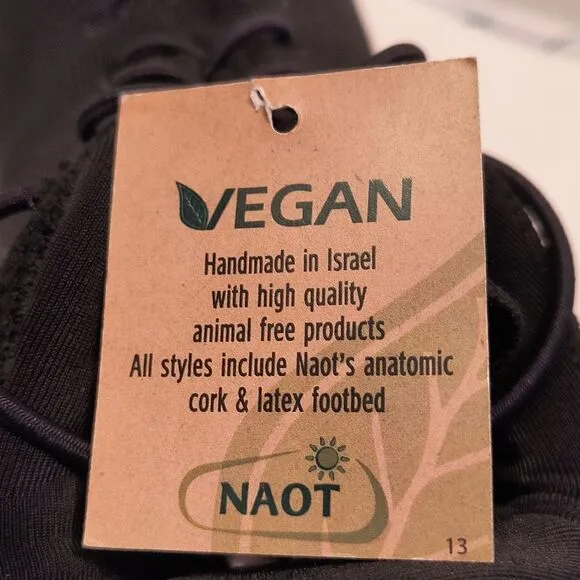 VEGAN
Handmade in Israel
with high quality
animal free products
All styles include Naot's anatomic
cork & latex footbed
NAOT
13